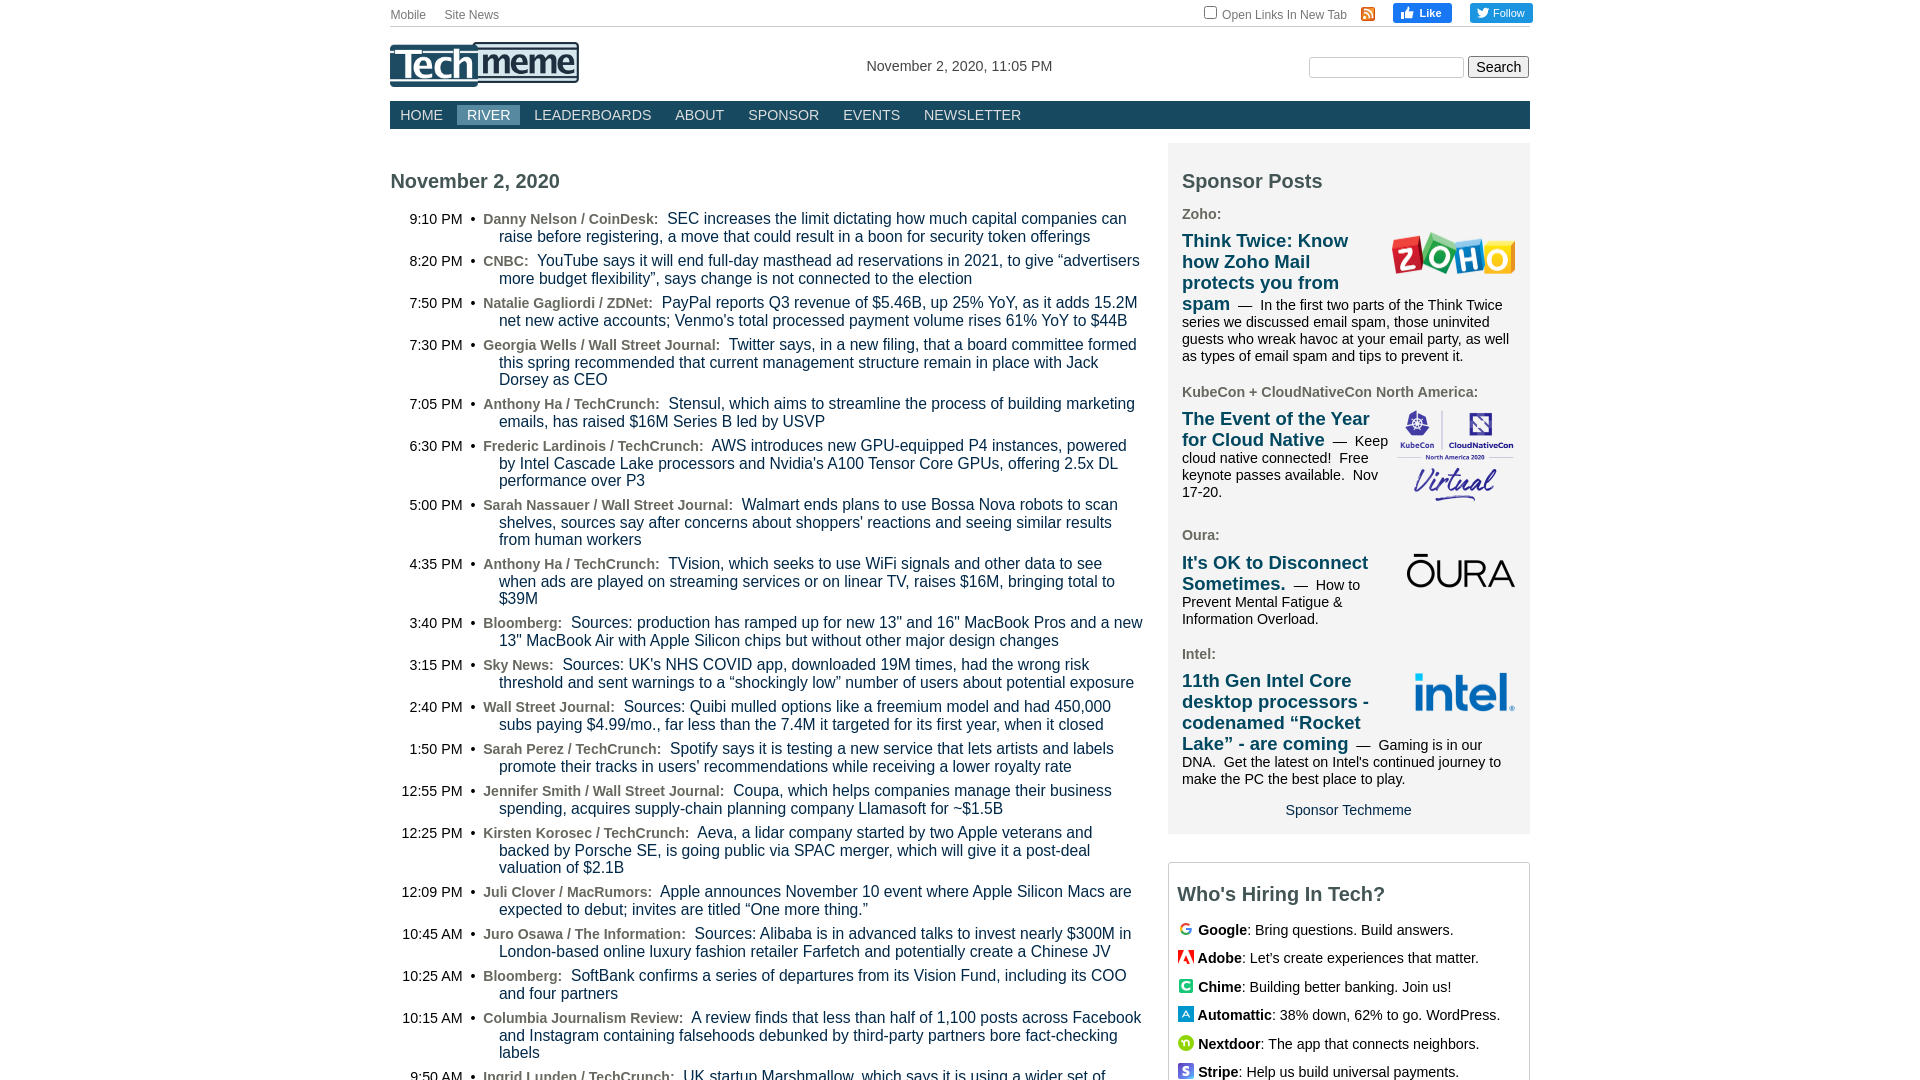 Mobile Site News Open Links In New Tab Like Follow
Techmeme November 2, 2020, 11:05 PM Search
HOME RIVER LEADERBOARDS ABOUT SPONSOR EVENTS NEWSLETTER
November 2, 2020
9:10 PM • Danny Nelson / CoinDesk: SEC increases the limit dictating how much capital companies can
raise before registering, a move that could result in a boon for security token offerings
8:20 PM • CNBC: YouTube says it will end full-day masthead ad reservations in 2021, to give “advertisers
more budget flexibility”, says change is not connected to the election
7:50 PM • Natalie Gagliordi / ZDNet: PayPal reports Q3 revenue of $5.46B, up 25% YoY, as it adds 15.2M
net new active accounts; Venmo's total processed payment volume rises 61% YoY to $44B
7:30 PM • Georgia Wells / Wall Street Journal: Twitter says, in a new filing, that a board committee formed
this spring recommended that current management structure remain in place with Jack
Dorsey as CEO
7:05 PM • Anthony Ha / TechCrunch: Stensul, which aims to streamline the process of building marketing
emails, has raised $16M Series B led by USVP
6:30 PM • Frederic Lardinois / TechCrunch: AWS introduces new GPU-equipped P4 instances, powered
by Intel Cascade Lake processors and Nvidia's A100 Tensor Core GPUs, offering 2.5x DL
performance over P3
5:00 PM • Sarah Nassauer / Wall Street Journal: Walmart ends plans to use Bossa Nova robots to scan
shelves, sources say after concerns about shoppers' reactions and seeing similar results
from human workers
4:35 PM • Anthony Ha / TechCrunch: TVision, which seeks to use WiFi signals and other data to see
when ads are played on streaming services or on linear TV, raises $16M, bringing total to
$39M
3:40 PM • Bloomberg: Sources: production has ramped up for new 13" and 16" MacBook Pros and a new
13" MacBook Air with Apple Silicon chips but without other major design changes
3:15 PM • Sky News: Sources: UK's NHS COVID app, downloaded 19M times, had the wrong risk
threshold and sent warnings to a “shockingly low” number of users about potential exposure
2:40 PM • Wall Street Journal: Sources: Quibi mulled options like a freemium model and had 450,000
subs paying $4.99/mo., far less than the 7.4M it targeted for its first year, when it closed
1:50 PM • Sarah Perez / TechCrunch: Spotify says it is testing a new service that lets artists and labels
promote their tracks in users' recommendations while receiving a lower royalty rate
12:55 PM • Jennifer Smith / Wall Street Journal: Coupa, which helps companies manage their business
spending, acquires supply-chain planning company Llamasoft for ~$1.5B
12:25 PM • Kirsten Korosec / TechCrunch: Aeva, a lidar company started by two Apple veterans and
backed by Porsche SE, is going public via SPAC merger, which will give it a post-deal
valuation of $2.1B
12:09 PM • Juli Clover / MacRumors: Apple announces November 10 event where Apple Silicon Macs are
expected to debut; invites are titled “One more thing.”
10:45 AM • Juro Osawa / The Information: Sources: Alibaba is in advanced talks to invest nearly $300M in
London-based online luxury fashion retailer Farfetch and potentially create a Chinese JV
10:25 AM • Bloomberg: SoftBank confirms a series of departures from its Vision Fund, including its COO
and four partners
10:15 AM • Columbia Journalism Review: A review finds that less than half of 1,100 posts across Facebook
and Instagram containing falsehoods debunked by third-party partners bore fact-checking
labels
9:50 AM • Ingrid Lunden / TechCrunch: UK startup Marshmallow, which says it is using a wider set of
Sponsor Posts
Zoho:
Think Twice: Know
how Zoho Mail
protects you from
spam — In the first two parts of the Think Twice
series we discussed email spam, those uninvited
guests who wreak havoc at your email party, as well
as types of email spam and tips to prevent it.
ZOHO
KubeCon + CloudNativeCon North America:
The Event of the Year
for Cloud Native — Keep
cloud native connected! Free
keynote passes available. Nov
17-20.
KubeCon CloudNativeCon
North America 2020
Virtual
Oura:
It's OK to Disconnect
Sometimes. — How to
Prevent Mental Fatigue &
Information Overload.
ŌURA
Intel:
11th Gen Intel Core
desktop processors -
codenamed “Rocket
Lake” - are coming — Gaming is in our
DNA. Get the latest on Intel's continued journey to
make the PC the best place to play.
intel®
Sponsor Techmeme
Who's Hiring In Tech?
Google: Bring questions. Build answers.
Adobe: Let’s create experiences that matter.
Chime: Building better banking. Join us!
Automattic: 38% down, 62% to go. WordPress.
Nextdoor: The app that connects neighbors.
Stripe: Help us build universal payments.